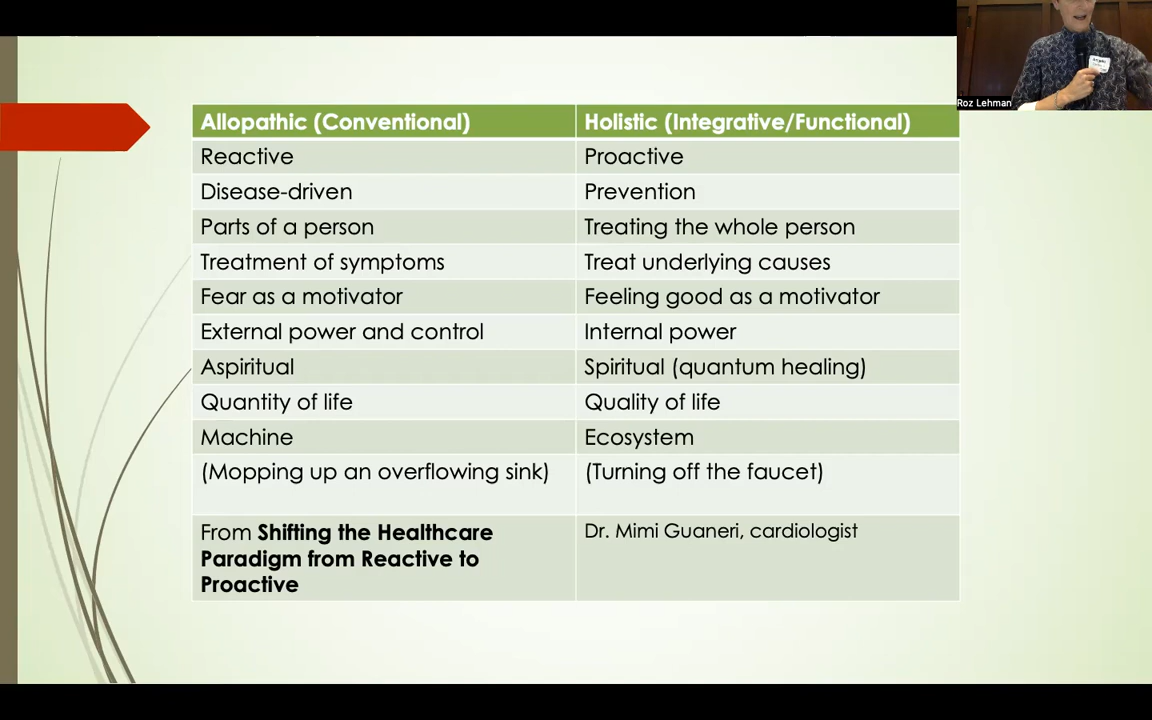 Roz Lehman
Allopathic (Conventional) Holistic (Integrative/Functional)
Reactive Proactive
Disease-driven Prevention
Parts of a person Treating the whole person
Treatment of symptoms Treat underlying causes
Fear as a motivator Feeling good as a motivator
External power and control Internal power
Aspiritual Spiritual (quantum healing)
Quantity of life Quality of life
Machine Ecosystem
(Mopping up an overflowing sink) (Turning off the faucet)
From Shifting the Healthcare
Paradigm from Reactive to
Proactive
Dr. Mimi Guaneri, cardiologist